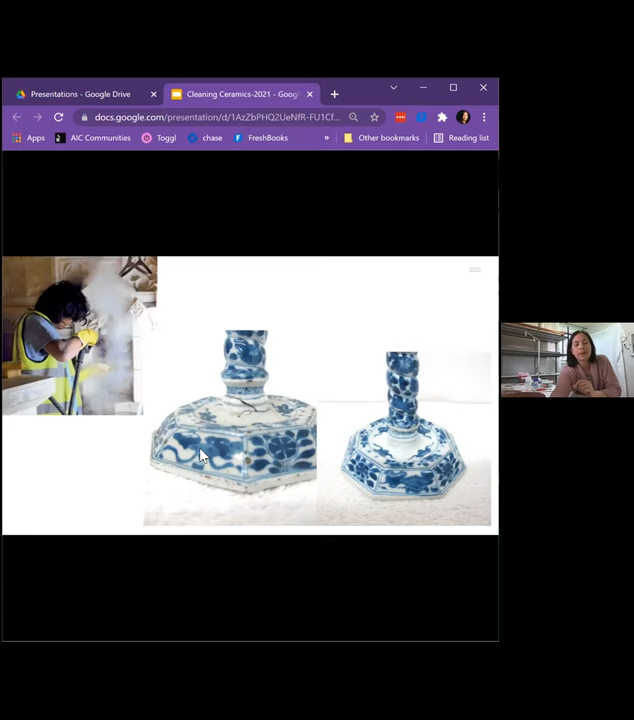 Presentations - Google Drive
Cleaning Ceramics-2021 - Goog
docs.google.com/presentation/d/1AzZbPHQ2UeNfR-FU1Cf...
Apps AIC Communities Toggl chase FreshBooks » Other bookmarks Reading list